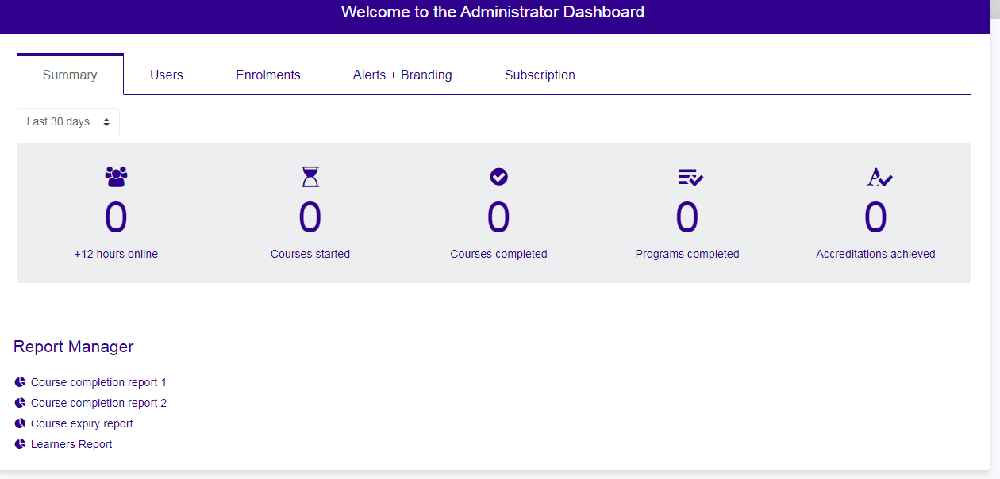 Welcome to the Administrator Dashboard
Summary Users Enrolments Alerts + Branding Subscription
Last 30 days
0 0 0 0 0
+12 hours online Courses started Courses completed Programs completed Accreditations achieved
Report Manager
Course completion report 1
Course completion report 2
Course expiry report
Learners Report